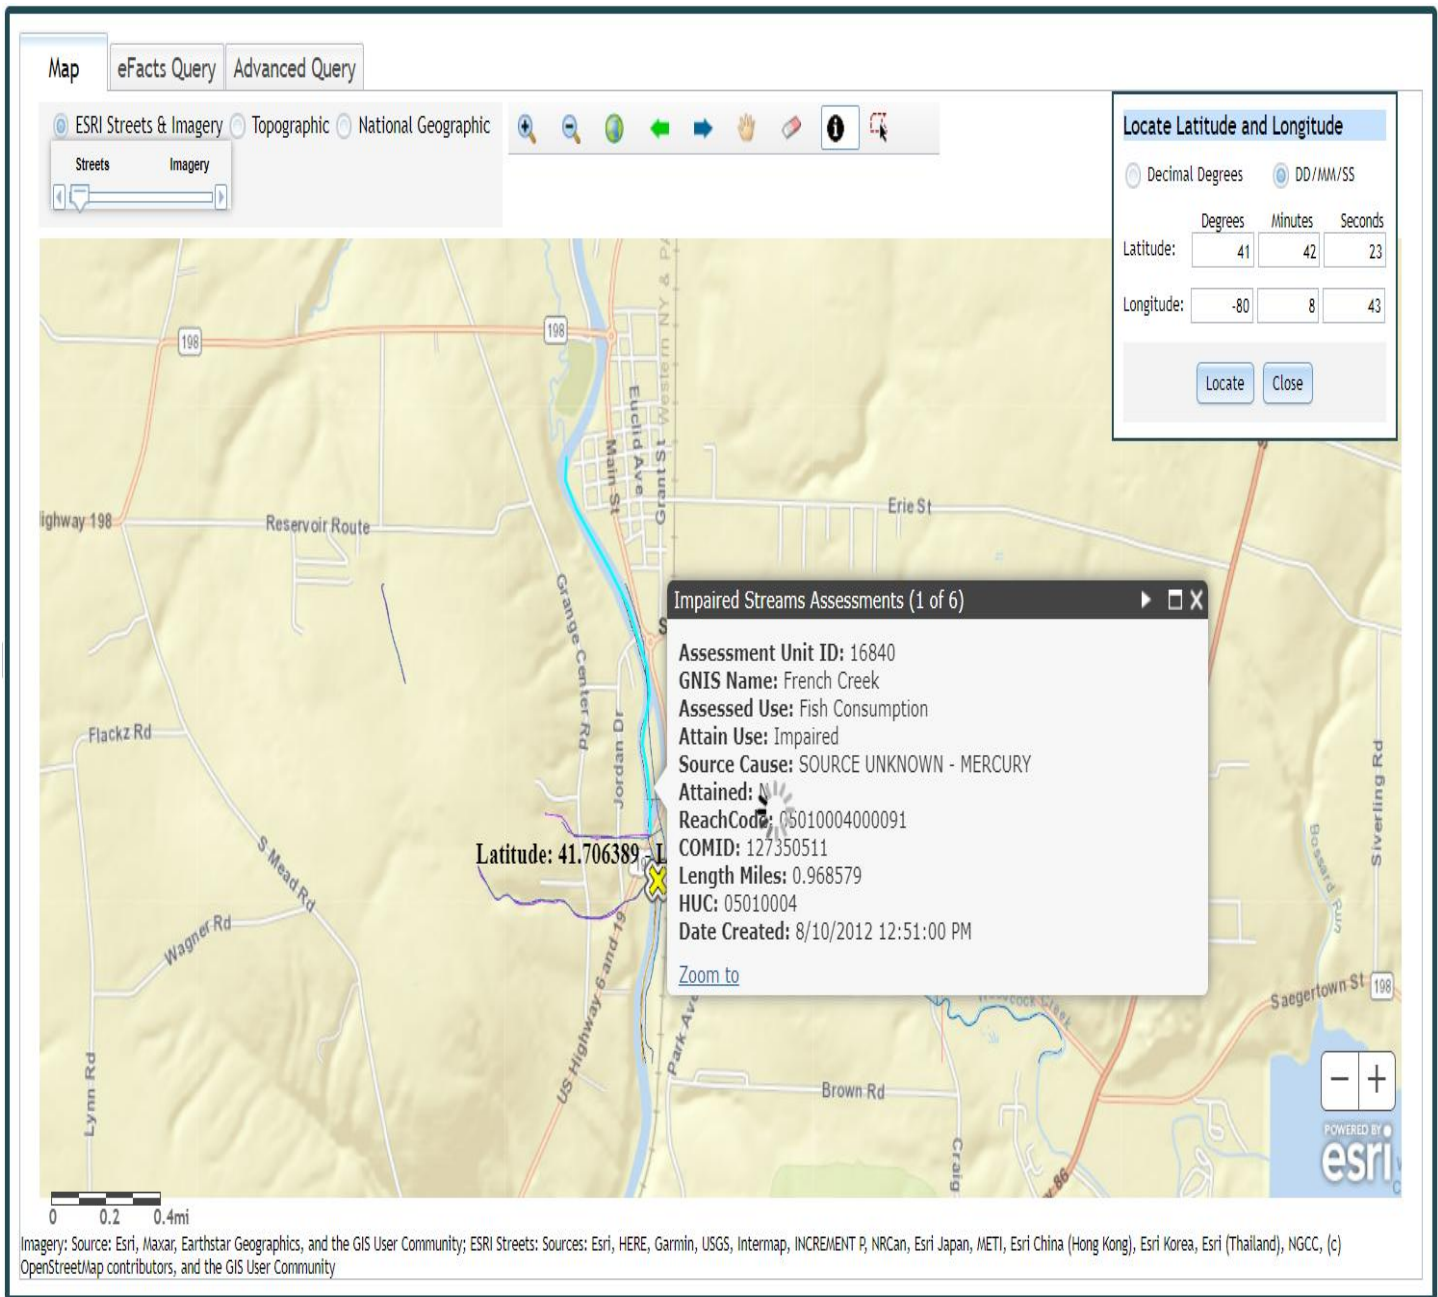 Map eFacts Query Advanced Query
ESRI Streets & Imagery Topographic National Geographic
Streets Imagery
Locate Latitude and Longitude
Decimal Degrees DD/MM/SS
Degrees Minutes Seconds
Latitude: 41 42 23
Longitude: -80 8 43
Locate Close
198
198
Western NY & PA
Euclid Ave
Main St
Grant St
Erie St
ighway 198
Reservoir Route
Grange Center Rd
Jordan Dr
Flackz Rd
S Mead Rd
Wagner Rd
Lynn Rd
US Highway 6 and 19
Park Ave
Latitude: 41.706389 - L
Impaired Streams Assessments (1 of 6)
Assessment Unit ID: 16840
GNIS Name: French Creek
Assessed Use: Fish Consumption
Attain Use: Impaired
Source Cause: SOURCE UNKNOWN - MERCURY
Attained:
ReachCode: 05010004000091
COMID: 127350511
Length Miles: 0.968579
HUC: 05010004
Date Created: 8/10/2012 12:51:00 PM
Zoom to
Siverling Rd
Bossard Run
Saegertown St 198
Brown Rd
Craig
86
− +
POWERED BY
esri
0 0.2 0.4mi
Imagery: Source: Esri, Maxar, Earthstar Geographics, and the GIS User Community; ESRI Streets: Sources: Esri, HERE, Garmin, USGS, Intermap, INCREMENT P, NRCan, Esri Japan, METI, Esri China (Hong Kong), Esri Korea, Esri (Thailand), NGCC, (c)
OpenStreetMap contributors, and the GIS User Community